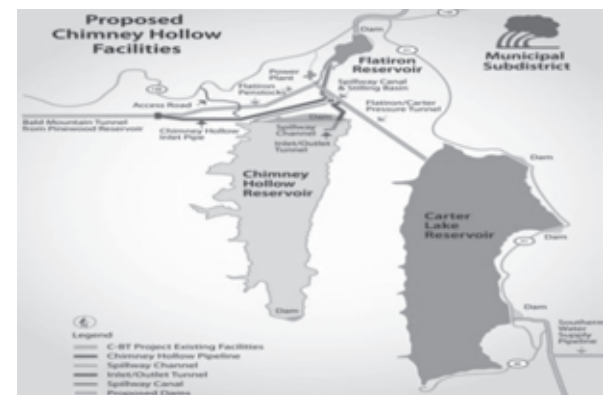 Proposed
Chimney Hollow
Facilities
Dam
Municipal
Subdistrict
Flatiron
Reservoir
Power
Plant
Flatiron
Penstocks
Spillway Canal
& Stilling Basin
Access Road
Flatiron/Carter
Pressure Tunnel
Bald Mountain Tunnel
from Pinewood Reservoir
Chimney Hollow
Inlet Pipe
Dam
Spillway
Channel
Inlet/Outlet
Tunnel
Dam
Chimney
Hollow
Reservoir
Carter
Lake
Reservoir
Dam
Dam
Dam
Southern
Water
Supply
Pipeline
Legend
C-BT Project Existing Facilities
Chimney Hollow Pipeline
Spillway Channel
Inlet/Outlet Tunnel
Spillway Canal
Proposed Dams